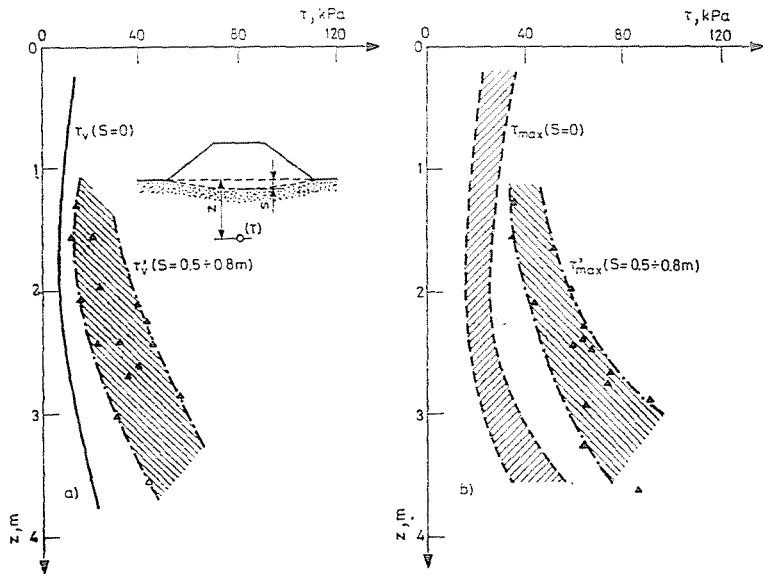 τ, kPa
0 40 80 120
0
τv (S=0)
1
z
S
(τ)
τ'v (S=0.5÷0.8m)
2
3
a)
4
z, m
τ, kPa
0 40 80 120
0
τmax (S=0)
1
τ'max (S=0.5÷0.8m)
2
3
b)
4
z, m.